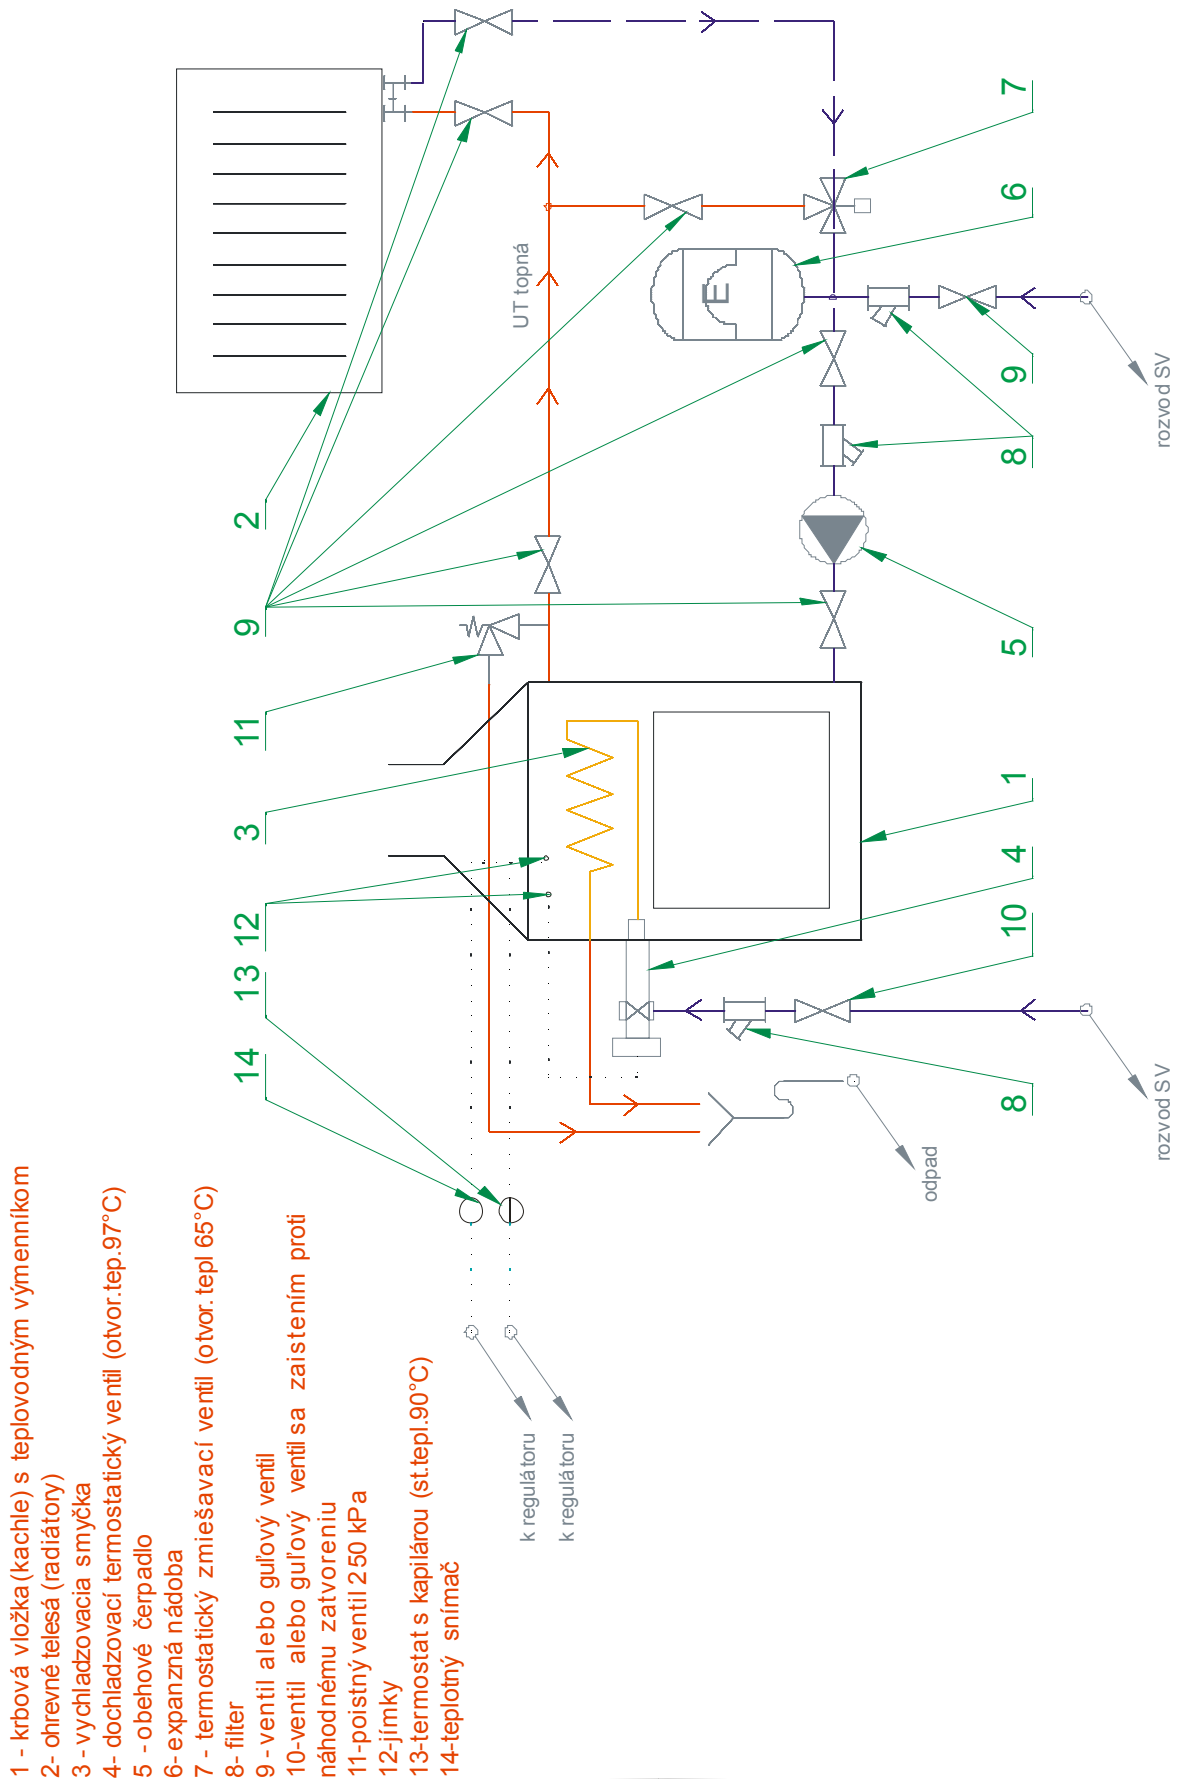 1 - krbová vložka (kachle) s teplovodným výmenníkom
2- ohrevné telesá (radiátory)
3 - vychladzovacia smyčka
4- dochladzovací termostatický ventil (otvor.tep.97°C)
5 - obehové čerpadlo
6- expanzná nádoba
7 - termostatický zmiešavací ventil (otvor. tepl 65°C)
8- filter
9 - ventil alebo guľový ventil
10-ventil alebo guľový ventil sa zaistením proti
náhodnému zatvoreniu
11-poistný ventil 250 kPa
12-jímky
13-termostat s kapilárou (st.tepl.90°C)
14-teplotný snímač
14
13
12
3
11
9
2
k regulátoru
k regulátoru
UT topná
E
odpad
8
10
4
1
5
8
9
6
7
rozvod SV
rozvod SV